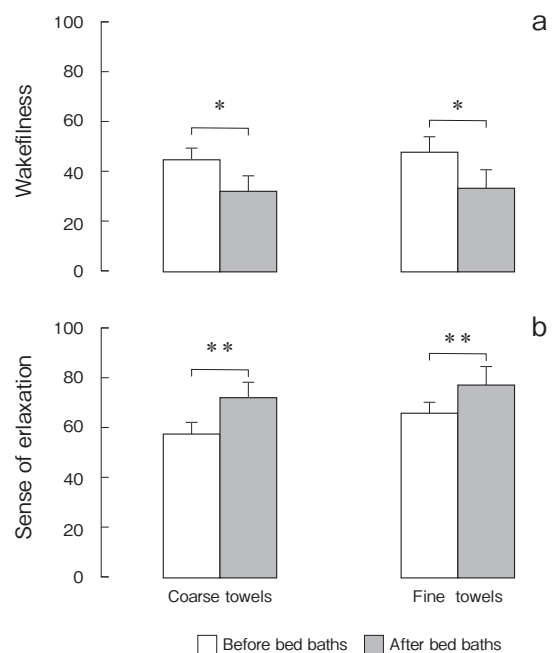 a
100
80
60
40
20
0
Wakefilness
*
*
b
100
80
60
40
20
0
Sense of erlaxation
**
**
Coarse towels
Fine towels
Before bed baths
After bed baths